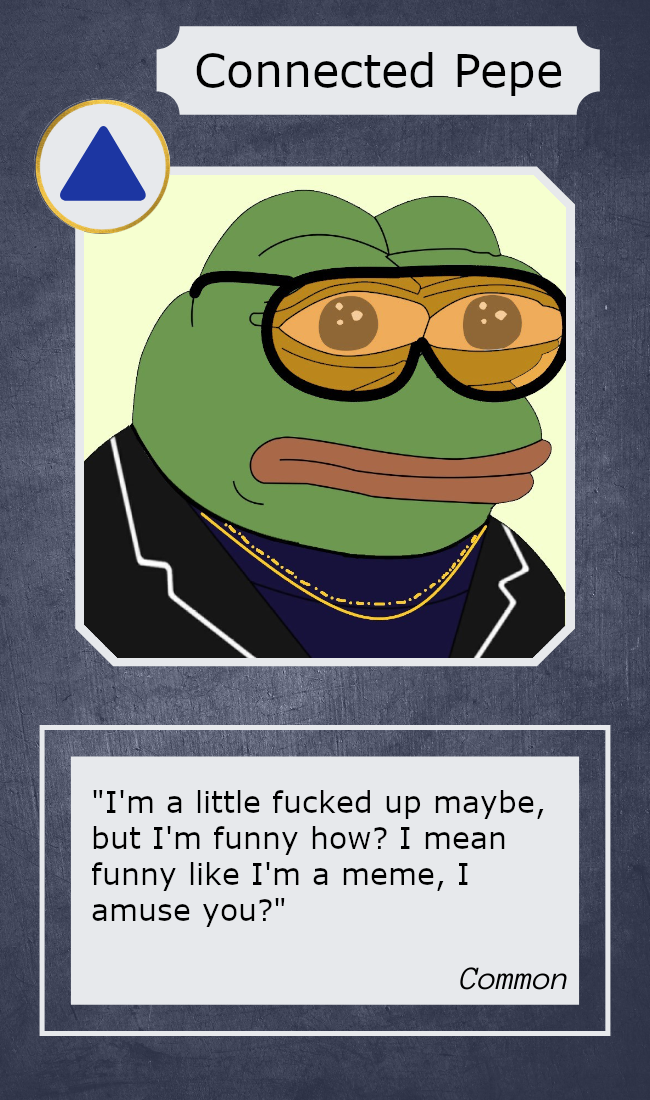 Connected Pepe
"I'm a little fucked up maybe,
but I'm funny how? I mean
funny like I'm a meme, I
amuse you?"
Common